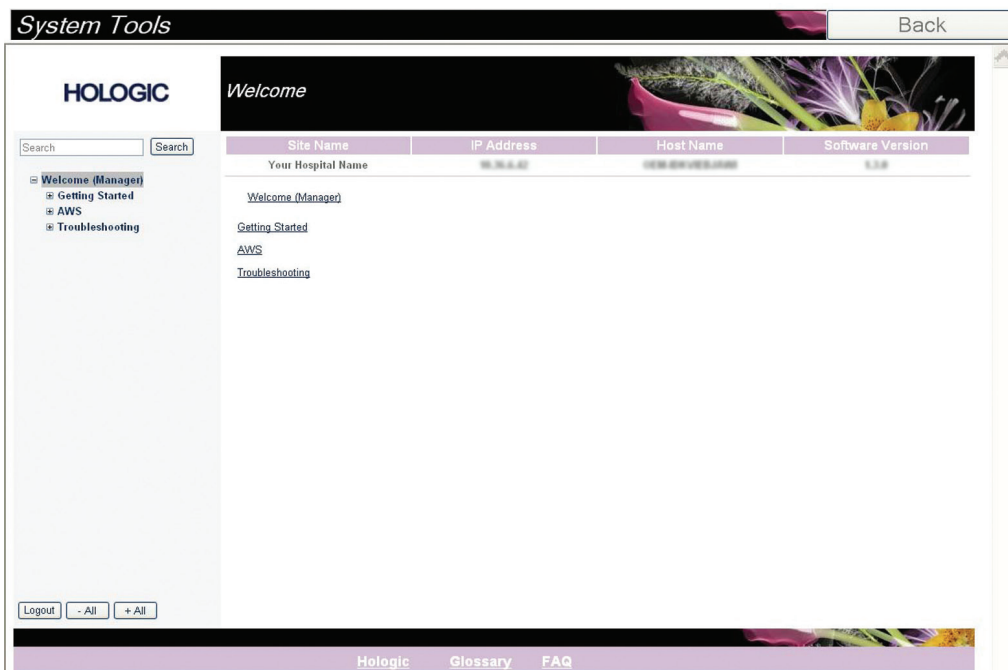 System Tools
Back
HOLOGIC
Welcome
Search
Search
Site Name
IP Address
Host Name
Software Version
Your Hospital Name
Welcome (Manager)
Getting Started
AWS
Troubleshooting
Welcome (Manager)
Getting Started
AWS
Troubleshooting
Logout
- All
+ All
Hologic
Glossary
FAQ